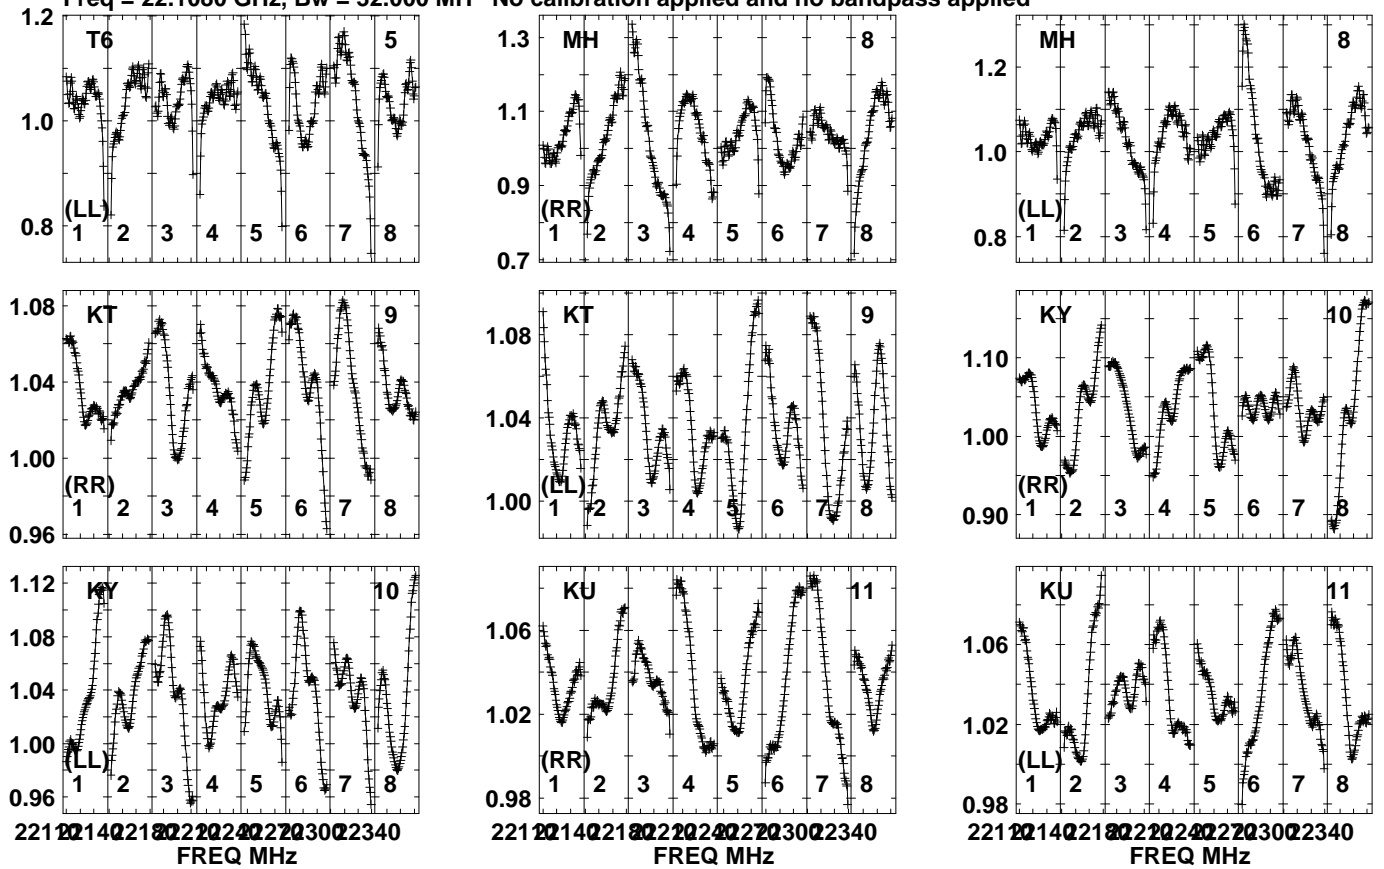 Freq = 22.1080 GHz, Bw = 32.000 MH No calibration applied and no bandpass applied
1.2 T6 5
1.0
0.8 (LL)
1 2 3 4 5 6 7 8
1.3 MH 8
1.1
0.9 (RR)
0.7
1 2 3 4 5 6 7 8
1.2 MH 8
1.0
0.8 (LL)
1 2 3 4 5 6 7 8
1.08 KT 9
1.04
1.00 (RR)
0.96
1 2 3 4 5 6 7 8
1.08 KT 9
1.04
1.00 (LL)
1 2 3 4 5 6 7 8
1.10 KY 10
1.00
0.90 (RR)
1 2 3 4 5 6 7 8
1.12 KY 10
1.08
1.04
1.00 (LL)
0.96
1 2 3 4 5 6 7 8
1.06 KU 11
1.02
0.98 (RR)
1 2 3 4 5 6 7 8
1.06 KU 11
1.02
0.98 (LL)
1 2 3 4 5 6 7 8
FREQ MHz
FREQ MHz
FREQ MHz